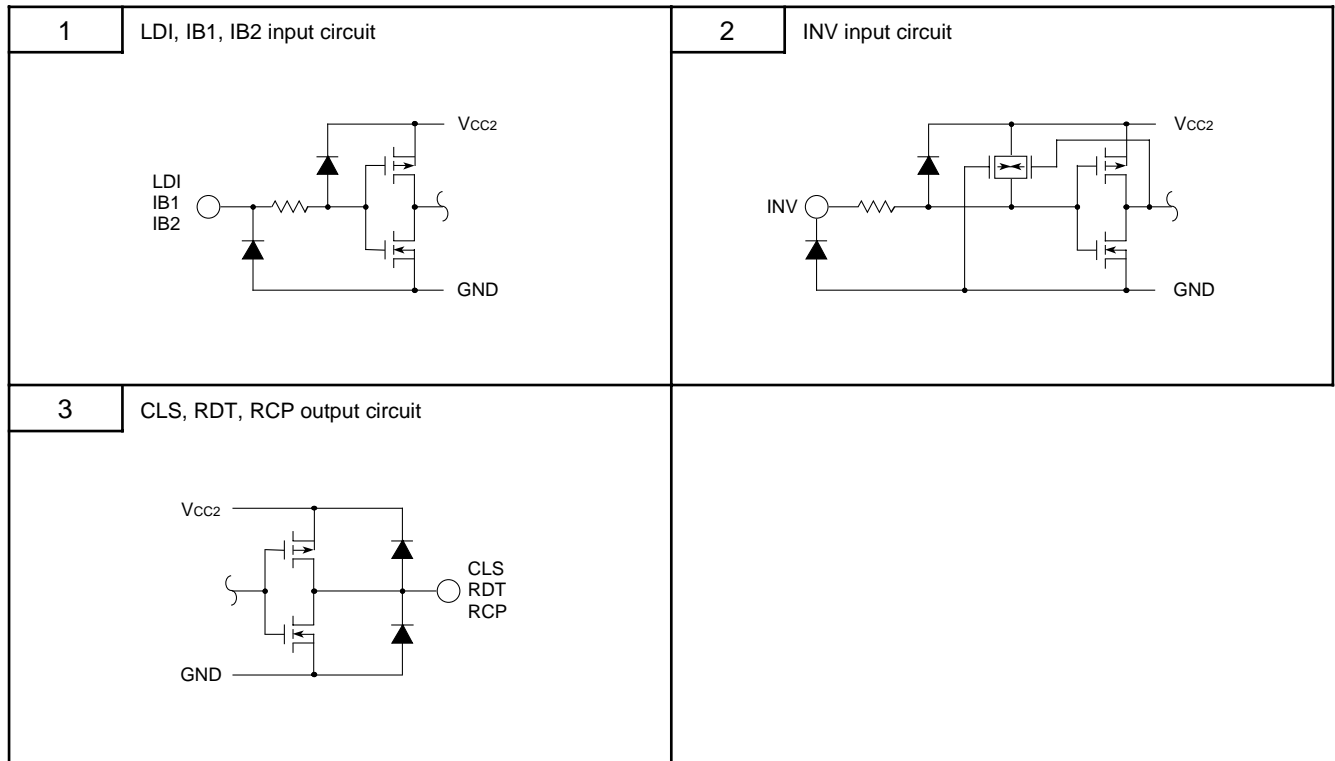 1
LDI, IB1, IB2 input circuit
VCC2
LDI
IB1
IB2
GND
2
INV input circuit
VCC2
INV
GND
3
CLS, RDT, RCP output circuit
VCC2
CLS
RDT
RCP
GND